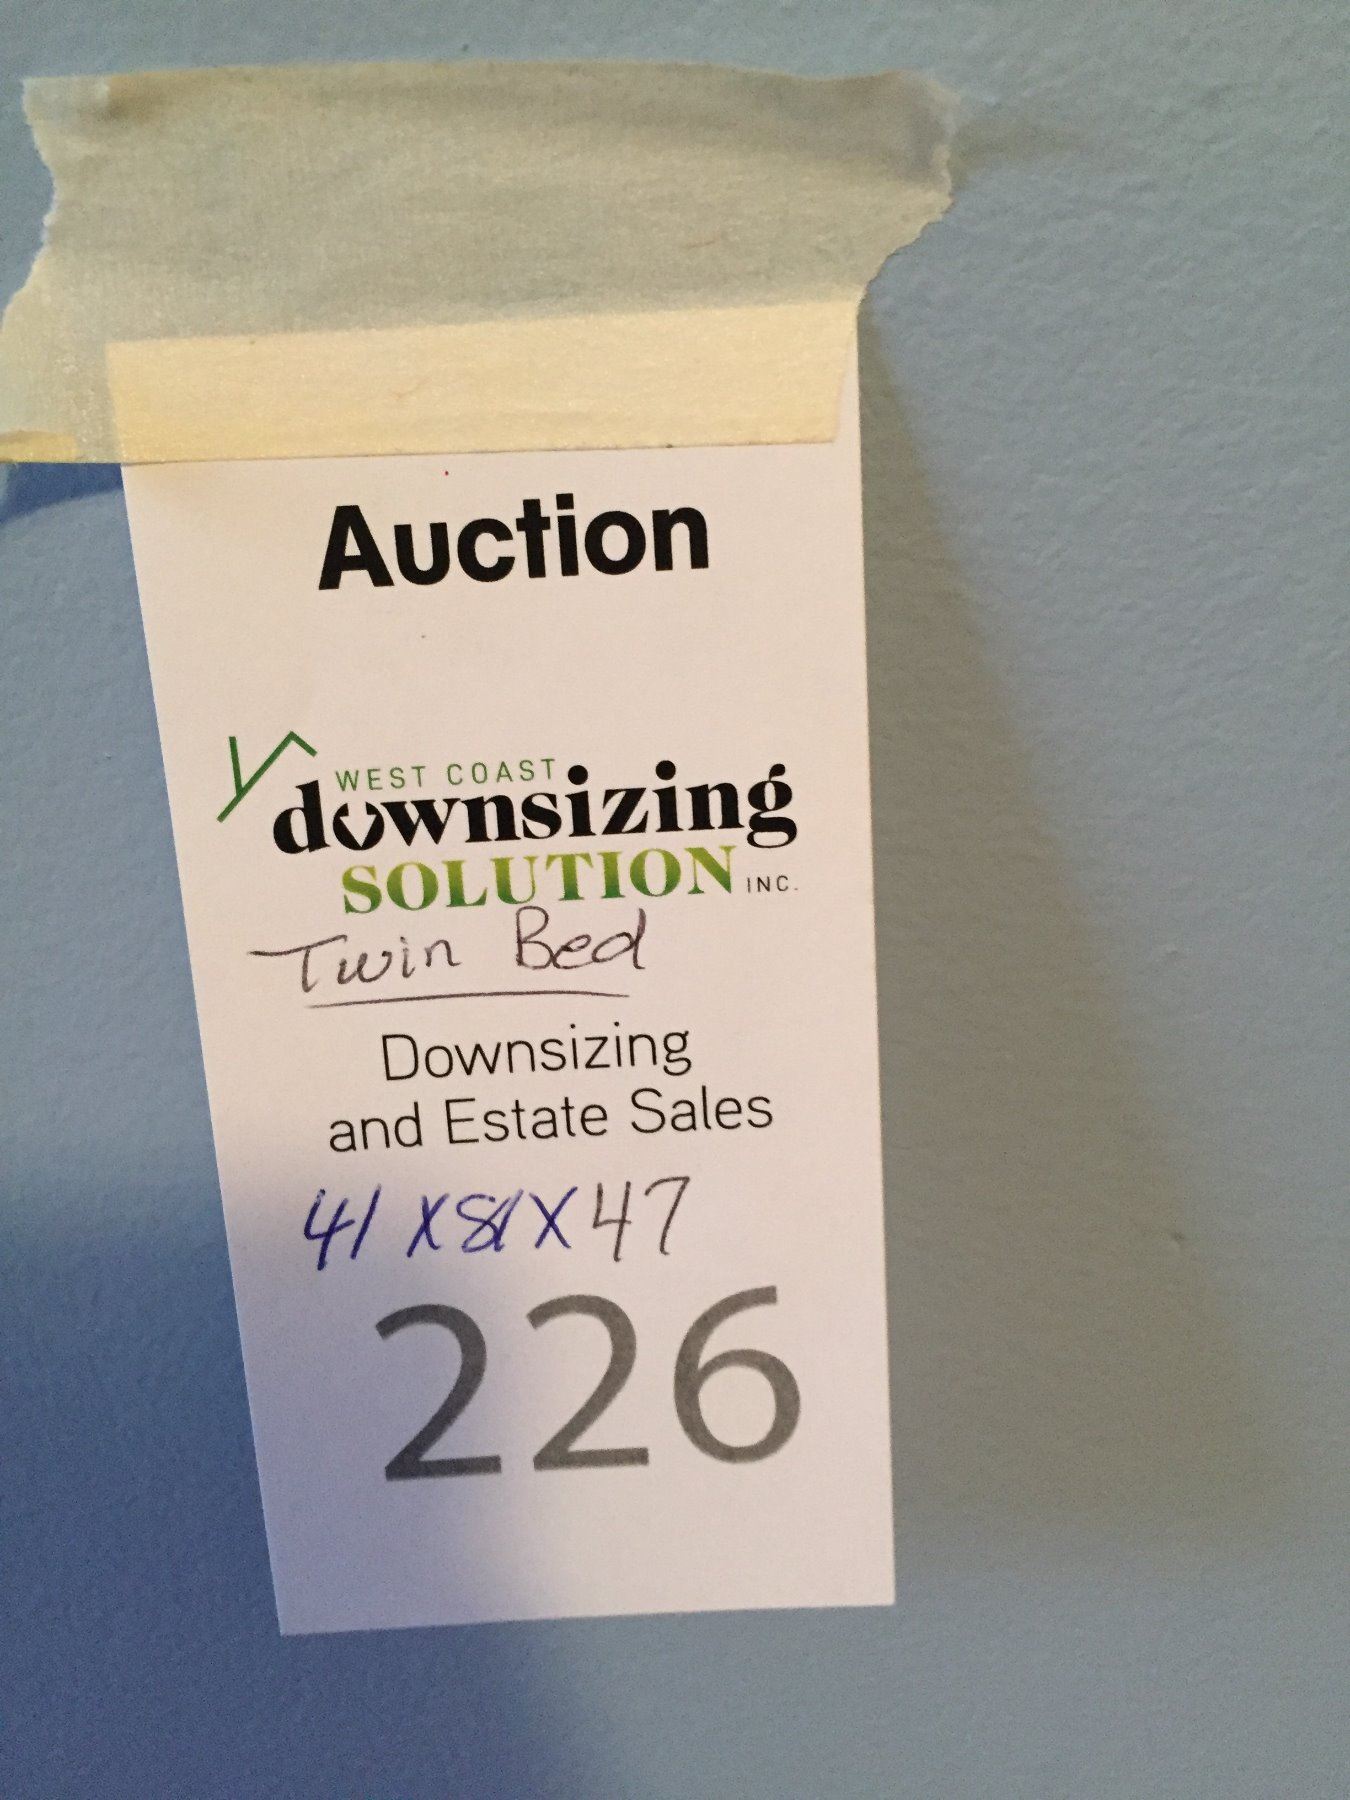 Auction
WEST COAST
downsizing
SOLUTION INC.
Twin Bed
Downsizing
and Estate Sales
41 X 81 X 47
226